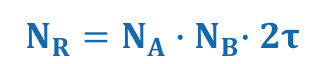 N_R = N_A · N_B · 2τ